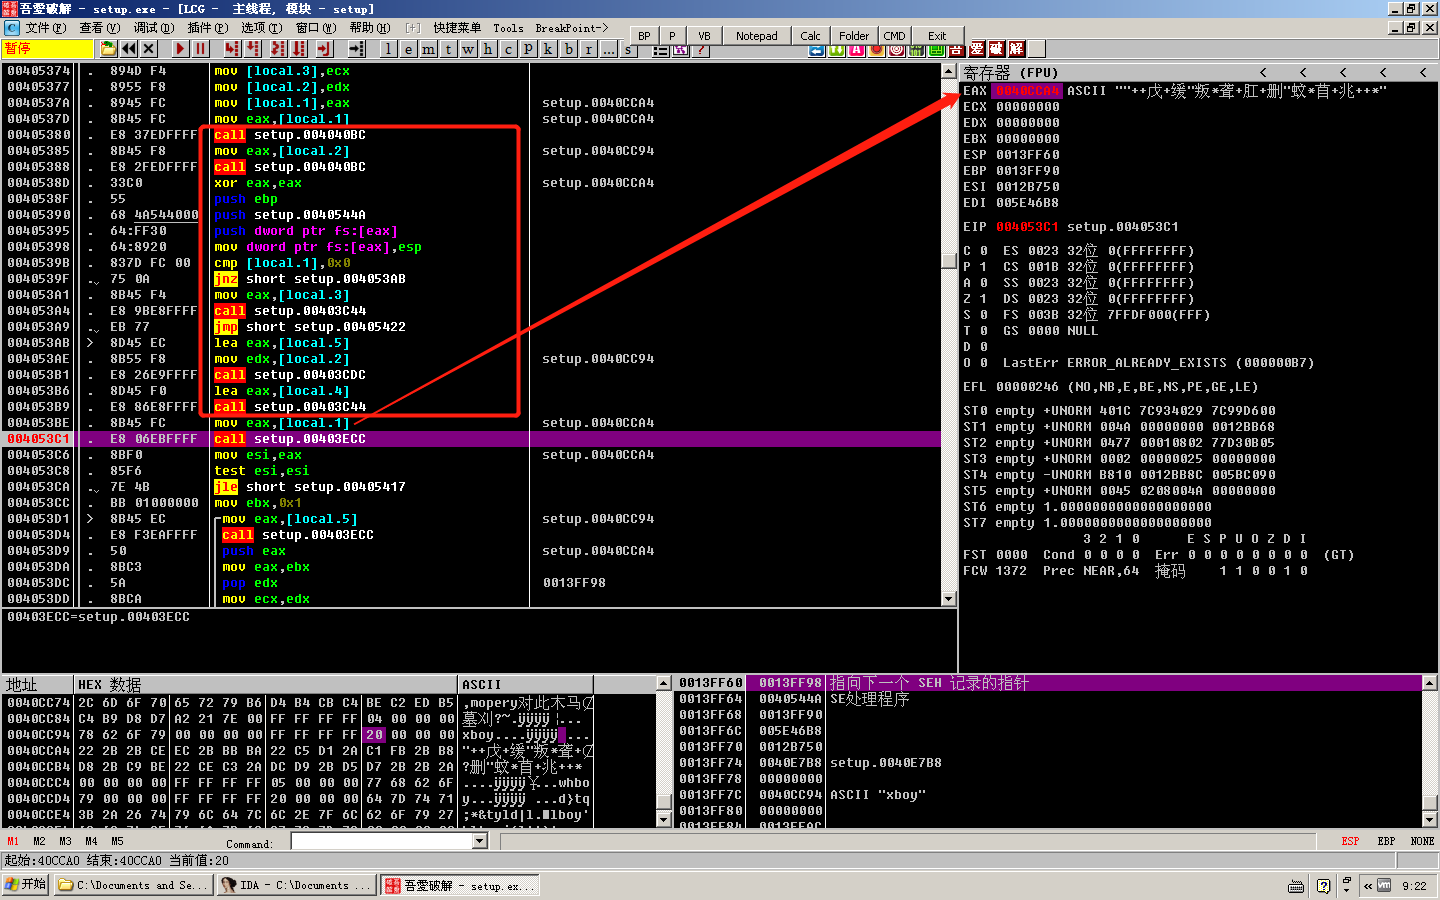 吾爱破解 - setup.exe - [LCG - 主线程, 模块 - setup]
文件(F) 查看(V) 调试(D) 插件(P) 选项(T) 窗口(W) 帮助(H) [+] 快捷菜单 Tools BreakPoint->
BP P VB Notepad Calc Folder CMD Exit
暂停 l e m t w h c p k b r ... s
00405374 . 894D F4 mov [local.3],ecx
00405377 . 8955 F8 mov [local.2],edx
0040537A . 8945 FC mov [local.1],eax setup.0040CCA4
0040537D . 8B45 FC mov eax,[local.1] setup.0040CCA4
00405380 . E8 37EDFFFF call setup.004040BC
00405385 . 8B45 F8 mov eax,[local.2] setup.0040CC94
00405388 . E8 2FEDFFFF call setup.004040BC
0040538D . 33C0 xor eax,eax setup.0040CCA4
0040538F . 55 push ebp
00405390 . 68 4A544000 push setup.0040544A
00405395 . 64:FF30 push dword ptr fs:[eax]
00405398 . 64:8920 mov dword ptr fs:[eax],esp
0040539B . 837D FC 00 cmp [local.1],0x0
0040539F . 75 0A jnz short setup.004053AB
004053A1 . 8B45 F4 mov eax,[local.3]
004053A4 . E8 9BE8FFFF call setup.00403C44
004053A9 . EB 77 jmp short setup.00405422
004053AB > 8D45 EC lea eax,[local.5]
004053AE . 8B55 F8 mov edx,[local.2] setup.0040CC94
004053B1 . E8 26E9FFFF call setup.00403CDC
004053B6 . 8D45 F0 lea eax,[local.4]
004053B9 . E8 86E8FFFF call setup.00403C44
004053BE . 8B45 FC mov eax,[local.1] setup.0040CCA4
004053C1 . E8 06EBFFFF call setup.00403ECC
004053C6 . 8BF0 mov esi,eax setup.0040CCA4
004053C8 . 85F6 test esi,esi
004053CA . 7E 4B jle short setup.00405417
004053CC . BB 01000000 mov ebx,0x1
004053D1 > 8B45 EC mov eax,[local.5] setup.0040CC94
004053D4 . E8 F3EAFFFF call setup.00403ECC
004053D9 . 50 push eax setup.0040CCA4
004053DA . 8BC3 mov eax,ebx
004053DC . 5A pop edx 0013FF98
004053DD . 8BCA mov ecx,edx
00403ECC=setup.00403ECC
寄存器 (FPU) < < < < <
EAX 0040CCA4 ASCII ""++戊+缓"叛*聋+肛+删"蚊*苜+兆++*"
ECX 00000000
EDX 00000000
EBX 00000000
ESP 0013FF60
EBP 0013FF90
ESI 0012B750
EDI 005E46B8
EIP 004053C1 setup.004053C1
C 0 ES 0023 32位 0(FFFFFFFF)
P 1 CS 001B 32位 0(FFFFFFFF)
A 0 SS 0023 32位 0(FFFFFFFF)
Z 1 DS 0023 32位 0(FFFFFFFF)
S 0 FS 003B 32位 7FFDF000(FFF)
T 0 GS 0000 NULL
D 0
O 0 LastErr ERROR_ALREADY_EXISTS (000000B7)
EFL 00000246 (NO,NB,E,BE,NS,PE,GE,LE)
ST0 empty +UNORM 401C 7C934029 7C99D600
ST1 empty +UNORM 004A 00000000 0012BB68
ST2 empty +UNORM 0477 00010802 77D30B05
ST3 empty +UNORM 0002 00000025 00000000
ST4 empty -UNORM B810 0012BB8C 005BC090
ST5 empty +UNORM 0045 0208004A 00000000
ST6 empty 1.0000000000000000000
ST7 empty 1.0000000000000000000
3 2 1 0 E S P U O Z D I
FST 0000 Cond 0 0 0 0 Err 0 0 0 0 0 0 0 0 (GT)
FCW 1372 Prec NEAR,64 掩码 1 1 0 0 1 0
地址 HEX 数据 ASCII
0040CC74 2C 6D 6F 70 65 72 79 B6 D4 B4 CB C4 BE C2 ED B5 ,mopery对此木马
0040CC84 C4 B9 D8 D7 A2 21 7E 00 FF FF FF FF 04 00 00 00
0040CC94 78 62 6F 79 00 00 00 00 FF FF FF FF 20 00 00 00 xboy....ÿÿÿÿ ...
0040CCA4 22 2B 2B CE EC 2B BB BA 22 C5 D1 2A C1 FB 2B B8 "++戊+缓"叛*聋+
0040CCB4 D8 2B C9 BE 22 CE C3 2A DC D9 2B D5 D7 2B 2B 2A ?删"蚊*苜+兆++*
0040CCC4 00 00 00 00 FF FF FF FF 05 00 00 00 77 68 62 6F ....ÿÿÿÿ...whbo
0040CCD4 79 00 00 00 FF FF FF FF 20 00 00 00 64 7D 74 71 y...ÿÿÿÿ ...d}tq
0040CCE4 3B 2A 26 74 79 6C 64 7C 6C 2E 7F 6C 62 6F 79 27 ;*&tyld|l.lboy'
0013FF60 0013FF98 指向下一个 SEH 记录的指针
0013FF64 0040544A SE处理程序
0013FF68 0013FF90
0013FF6C 005E46B8
0013FF70 0012B750
0013FF74 0040E7B8 setup.0040E7B8
0013FF78 00000000
0013FF7C 0040CC94 ASCII "xboy"
0013FF80 00000000
0013FF84 0013FFAC
M1 M2 M3 M4 M5 Command: ESP EBP NONE
起始:40CCA0 结束:40CCA0 当前值:20
开始 C:\Documents and Se... IDA - C:\Documents ... 吾爱破解 - setup.ex... « 9:22